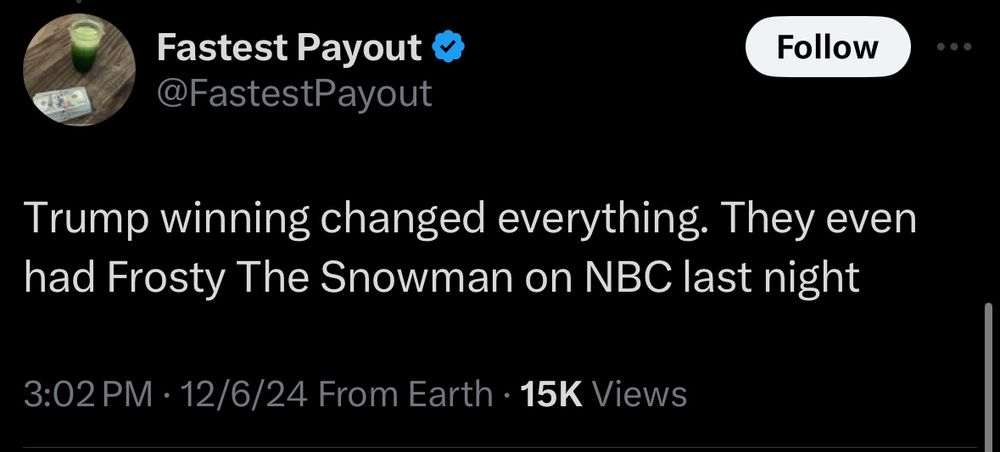 Fastest Payout
@FastestPayout
Follow
Trump winning changed everything. They even
had Frosty The Snowman on NBC last night
3:02 PM · 12/6/24 From Earth · 15K Views